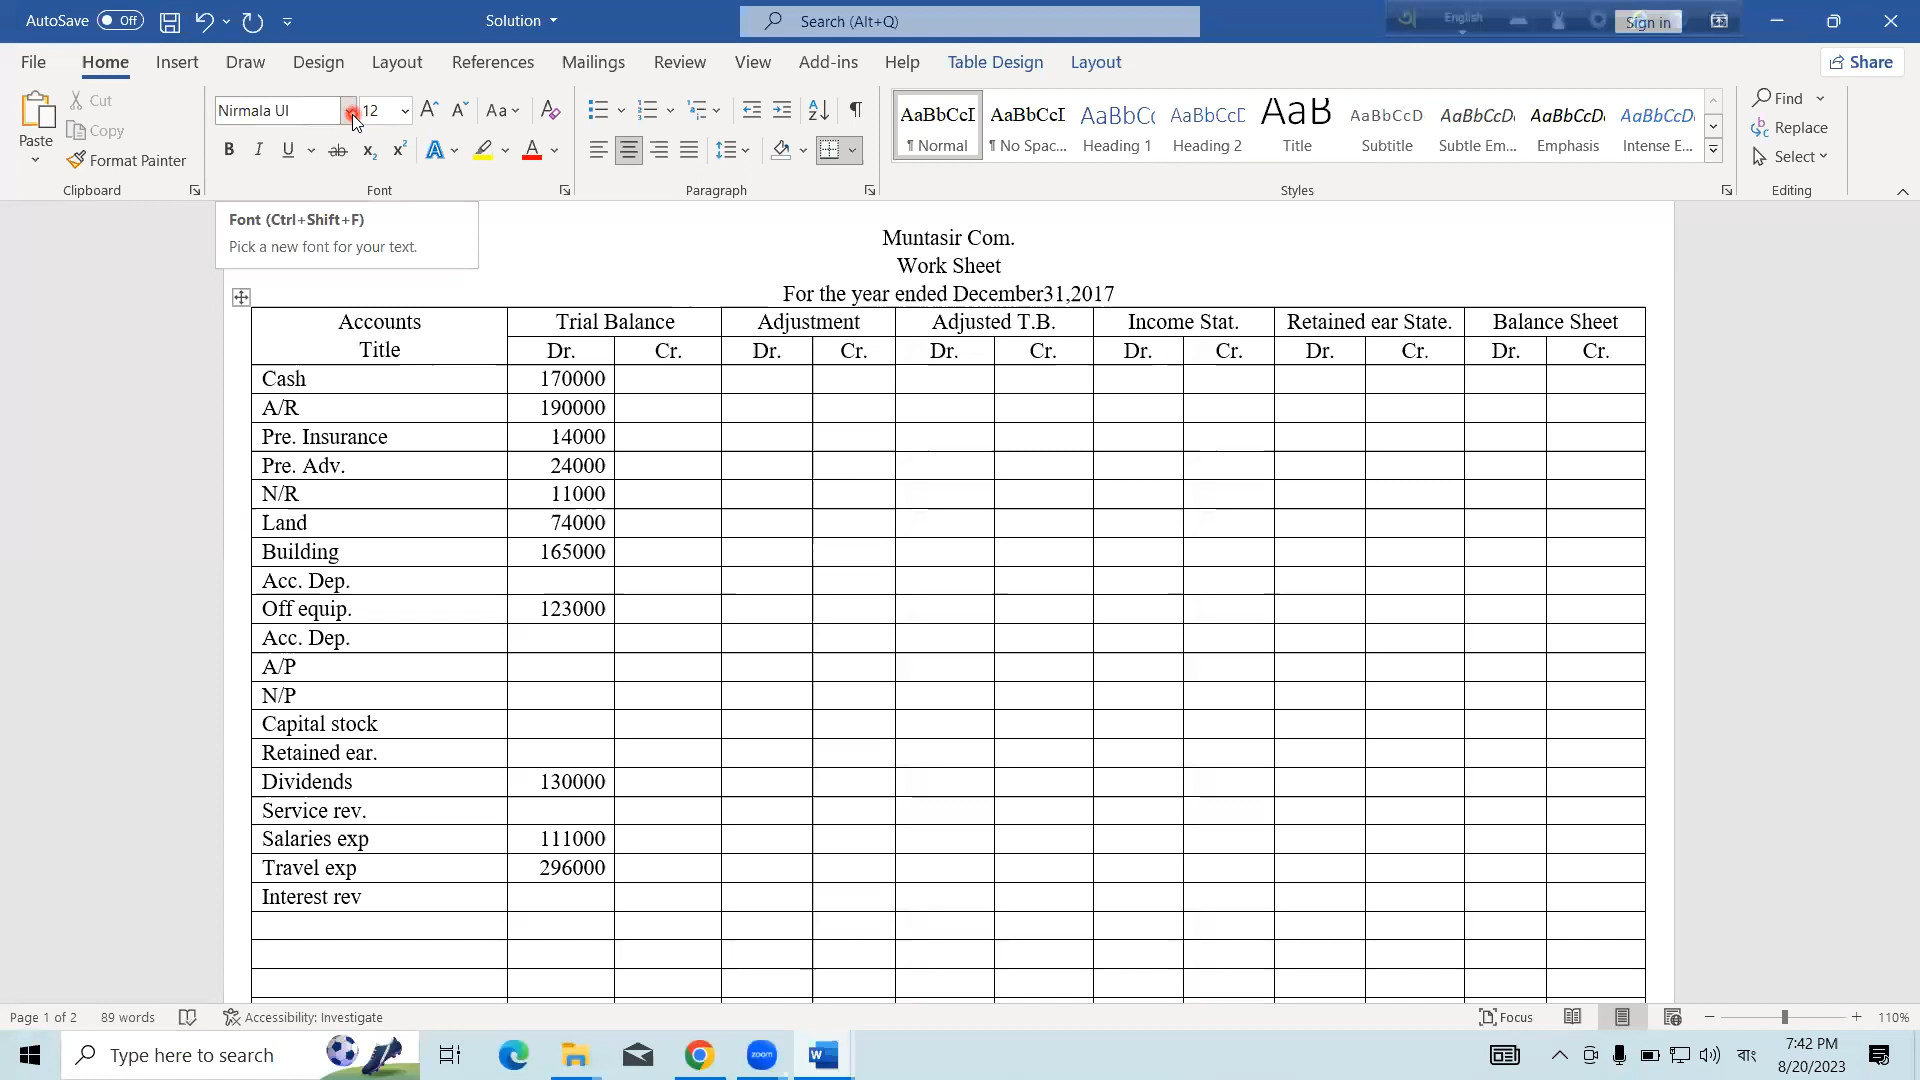 AutoSave Off Solution Search (Alt+Q) English Sign in
File Home Insert Draw Design Layout References Mailings Review View Add-ins Help Table Design Layout Share
Paste Cut Copy Format Painter Clipboard
Nirmala UI 12 Aa
B I U ab x₂ x² A A
Font
Paragraph
AaBbCcI AaBbCcI AaBbC AaBbCcD AaB AaBbCcD AaBbCcD AaBbCcD AaBbCcD
¶ Normal ¶ No Spac... Heading 1 Heading 2 Title Subtitle Subtle Em... Emphasis Intense E...
Styles
Find
Replace
Select
Editing
Font (Ctrl+Shift+F)
Pick a new font for your text.
Muntasir Com.
Work Sheet
For the year ended December31,2017
Accounts Title Trial Balance Adjustment Adjusted T.B. Income Stat. Retained ear State. Balance Sheet
Dr. Cr. Dr. Cr. Dr. Cr. Dr. Cr. Dr. Cr. Dr. Cr.
Cash 170000
A/R 190000
Pre. Insurance 14000
Pre. Adv. 24000
N/R 11000
Land 74000
Building 165000
Acc. Dep.
Off equip. 123000
Acc. Dep.
A/P
N/P
Capital stock
Retained ear.
Dividends 130000
Service rev.
Salaries exp 111000
Travel exp 296000
Interest rev
Page 1 of 2 89 words Accessibility: Investigate Focus 110%
Type here to search zoom বাং 7:42 PM
8/20/2023